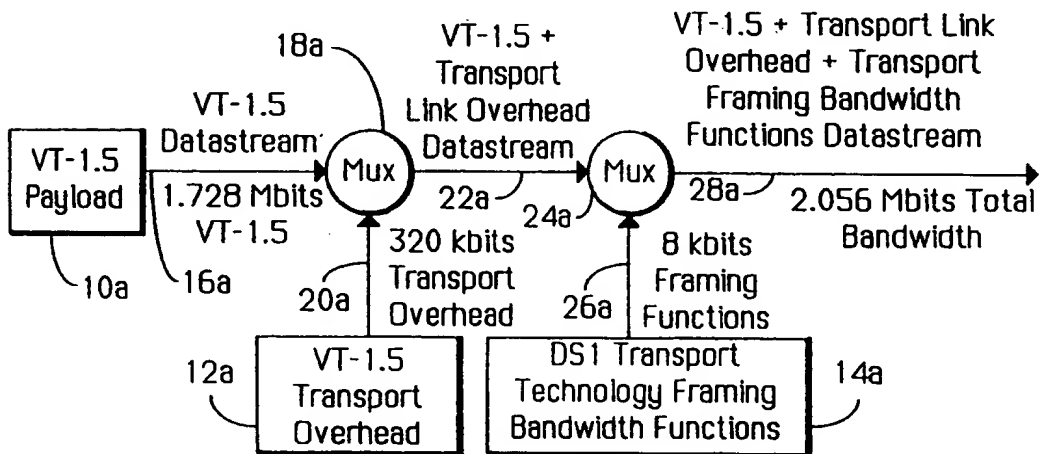 18a
VT-1.5 +
Transport
Link Overhead
Datastream
VT-1.5 + Transport Link
Overhead + Transport
Framing Bandwidth
Functions Datastream
VT-1.5
Datastream
VT-1.5
Payload
Mux
Mux
1.728 Mbits
VT-1.5
22a
24a
28a
2.056 Mbits Total
Bandwidth
10a
16a
20a
320 kbits
Transport
Overhead
26a
8 kbits
Framing
Functions
12a
VT-1.5
Transport
Overhead
DS1 Transport
Technology Framing
Bandwidth Functions
14a